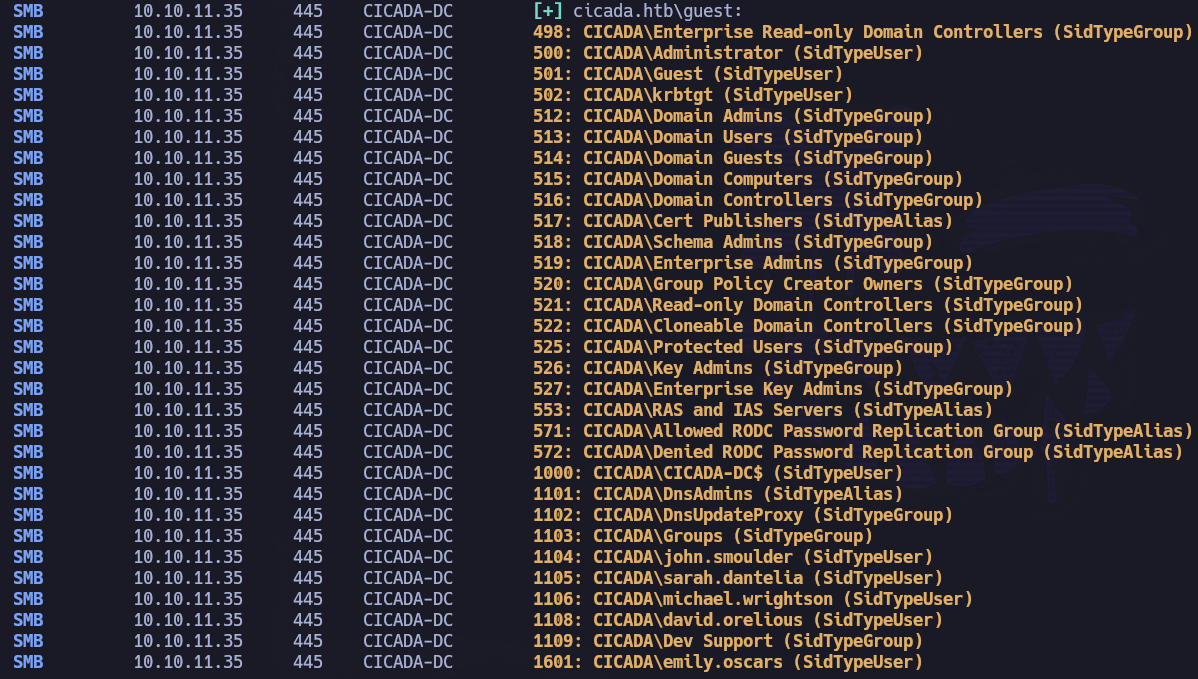 SMB 10.10.11.35 445 CICADA-DC [+] cicada.htb\guest:
SMB 10.10.11.35 445 CICADA-DC 498: CICADA\Enterprise Read-only Domain Controllers (SidTypeGroup)
SMB 10.10.11.35 445 CICADA-DC 500: CICADA\Administrator (SidTypeUser)
SMB 10.10.11.35 445 CICADA-DC 501: CICADA\Guest (SidTypeUser)
SMB 10.10.11.35 445 CICADA-DC 502: CICADA\krbtgt (SidTypeUser)
SMB 10.10.11.35 445 CICADA-DC 512: CICADA\Domain Admins (SidTypeGroup)
SMB 10.10.11.35 445 CICADA-DC 513: CICADA\Domain Users (SidTypeGroup)
SMB 10.10.11.35 445 CICADA-DC 514: CICADA\Domain Guests (SidTypeGroup)
SMB 10.10.11.35 445 CICADA-DC 515: CICADA\Domain Computers (SidTypeGroup)
SMB 10.10.11.35 445 CICADA-DC 516: CICADA\Domain Controllers (SidTypeGroup)
SMB 10.10.11.35 445 CICADA-DC 517: CICADA\Cert Publishers (SidTypeAlias)
SMB 10.10.11.35 445 CICADA-DC 518: CICADA\Schema Admins (SidTypeGroup)
SMB 10.10.11.35 445 CICADA-DC 519: CICADA\Enterprise Admins (SidTypeGroup)
SMB 10.10.11.35 445 CICADA-DC 520: CICADA\Group Policy Creator Owners (SidTypeGroup)
SMB 10.10.11.35 445 CICADA-DC 521: CICADA\Read-only Domain Controllers (SidTypeGroup)
SMB 10.10.11.35 445 CICADA-DC 522: CICADA\Cloneable Domain Controllers (SidTypeGroup)
SMB 10.10.11.35 445 CICADA-DC 525: CICADA\Protected Users (SidTypeGroup)
SMB 10.10.11.35 445 CICADA-DC 526: CICADA\Key Admins (SidTypeGroup)
SMB 10.10.11.35 445 CICADA-DC 527: CICADA\Enterprise Key Admins (SidTypeGroup)
SMB 10.10.11.35 445 CICADA-DC 553: CICADA\RAS and IAS Servers (SidTypeAlias)
SMB 10.10.11.35 445 CICADA-DC 571: CICADA\Allowed RODC Password Replication Group (SidTypeAlias)
SMB 10.10.11.35 445 CICADA-DC 572: CICADA\Denied RODC Password Replication Group (SidTypeAlias)
SMB 10.10.11.35 445 CICADA-DC 1000: CICADA\CICADA-DC$ (SidTypeUser)
SMB 10.10.11.35 445 CICADA-DC 1101: CICADA\DnsAdmins (SidTypeAlias)
SMB 10.10.11.35 445 CICADA-DC 1102: CICADA\DnsUpdateProxy (SidTypeGroup)
SMB 10.10.11.35 445 CICADA-DC 1103: CICADA\Groups (SidTypeGroup)
SMB 10.10.11.35 445 CICADA-DC 1104: CICADA\john.smoulder (SidTypeUser)
SMB 10.10.11.35 445 CICADA-DC 1105: CICADA\sarah.dantelia (SidTypeUser)
SMB 10.10.11.35 445 CICADA-DC 1106: CICADA\michael.wrightson (SidTypeUser)
SMB 10.10.11.35 445 CICADA-DC 1108: CICADA\david.orelious (SidTypeUser)
SMB 10.10.11.35 445 CICADA-DC 1109: CICADA\Dev Support (SidTypeGroup)
SMB 10.10.11.35 445 CICADA-DC 1601: CICADA\emily.oscars (SidTypeUser)